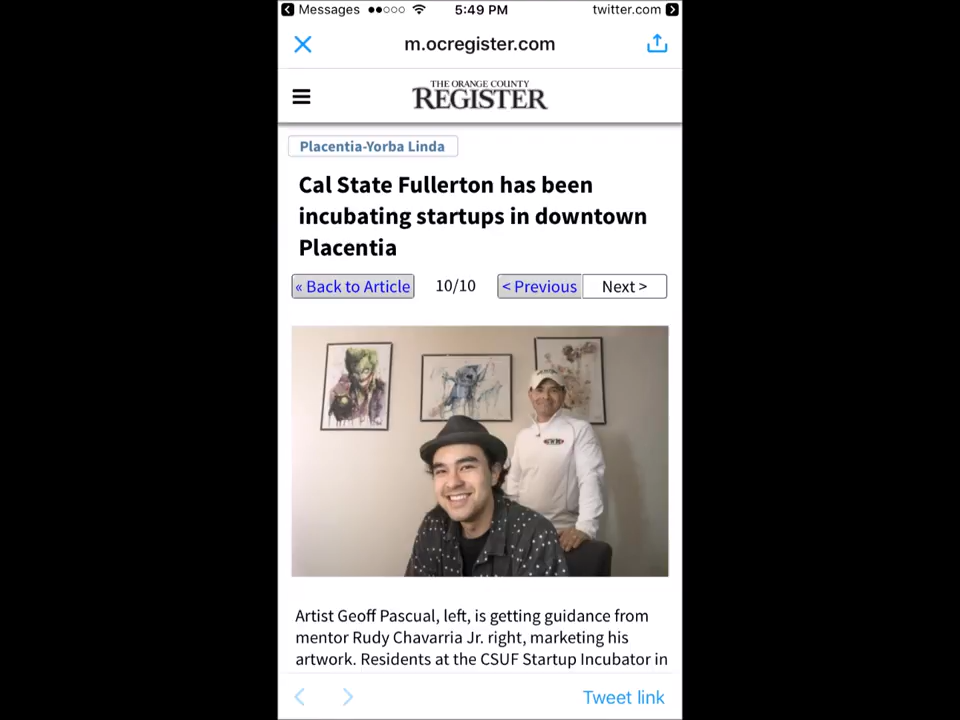 Messages 5:49 PM twitter.com
m.ocregister.com
THE ORANGE COUNTY
REGISTER
Placentia-Yorba Linda
Cal State Fullerton has been
incubating startups in downtown
Placentia
« Back to Article 10/10 < Previous Next >
Artist Geoff Pascual, left, is getting guidance from
mentor Rudy Chavarria Jr. right, marketing his
artwork. Residents at the CSUF Startup Incubator in
Tweet link